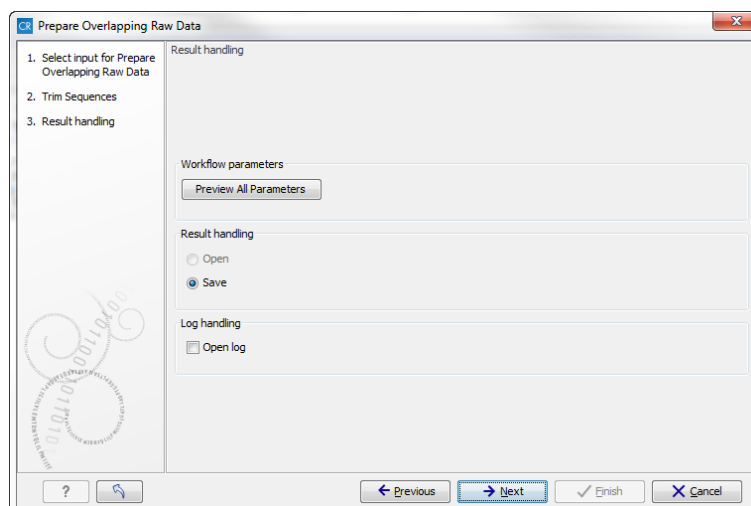 CR Prepare Overlapping Raw Data
1. Select input for Prepare
Overlapping Raw Data
2. Trim Sequences
3. Result handling
Result handling
Workflow parameters
Preview All Parameters
Result handling
Open
Save
Log handling
Open log
? Previous Next Finish Cancel